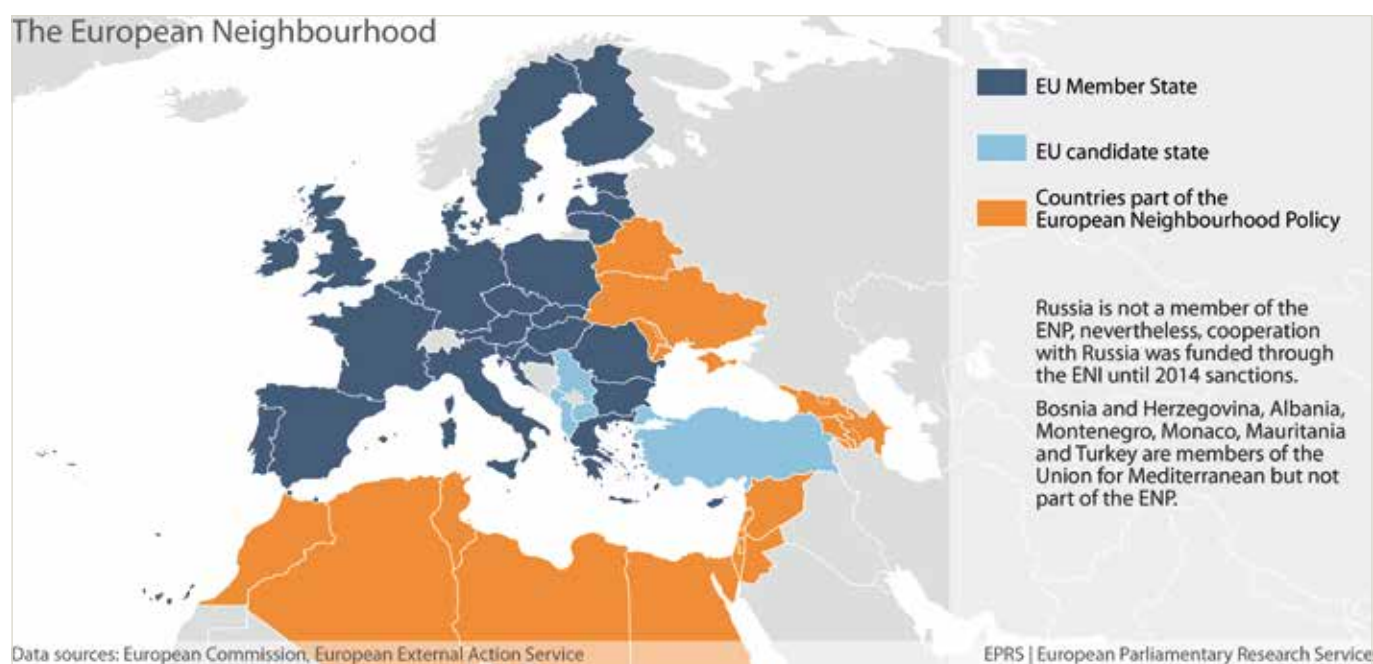 The European Neighbourhood
EU Member State
EU candidate state
Countries part of the
European Neighbourhood Policy
Russia is not a member of the
ENP, nevertheless, cooperation
with Russia was funded through
the ENI until 2014 sanctions.
Bosnia and Herzegovina, Albania,
Montenegro, Monaco, Mauritania
and Turkey are members of the
Union for Mediterranean but not
part of the ENP.
Data sources: European Commission, European External Action Service
EPRS | European Parliamentary Research Service